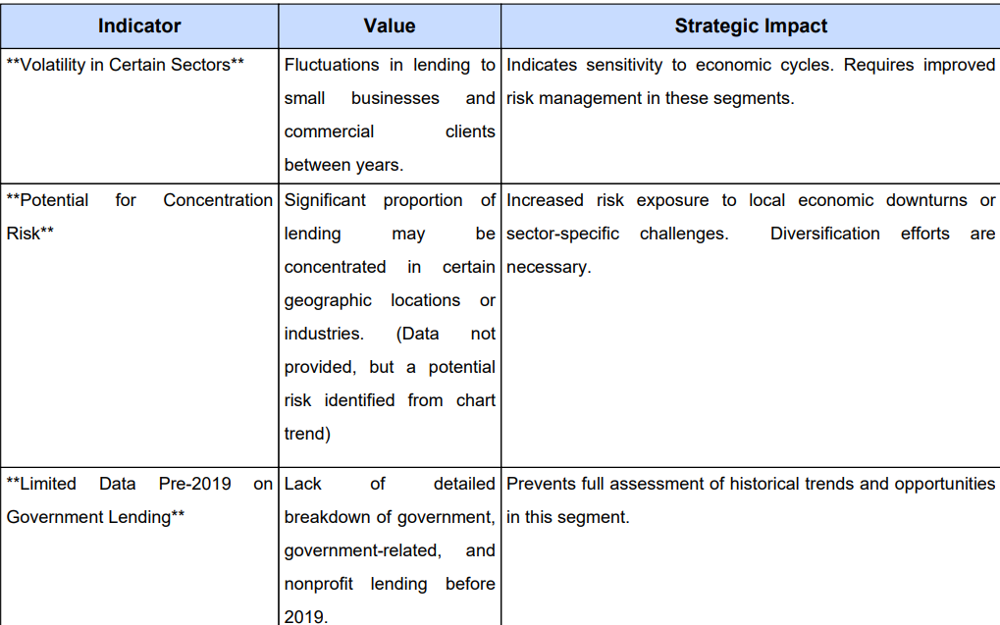 Indicator Value Strategic Impact
**Volatility in Certain Sectors**
Fluctuations in lending to
small businesses and
commercial clients
between years.
Indicates sensitivity to economic cycles. Requires improved
risk management in these segments.
**Potential for Concentration
Risk**
Significant proportion of
lending may be
concentrated in certain
geographic locations or
industries. (Data not
provided, but a potential
risk identified from chart
trend)
Increased risk exposure to local economic downturns or
sector-specific challenges. Diversification efforts are
necessary.
**Limited Data Pre-2019 on
Government Lending**
Lack of detailed
breakdown of government,
government-related, and
nonprofit lending before
2019.
Prevents full assessment of historical trends and opportunities
in this segment.